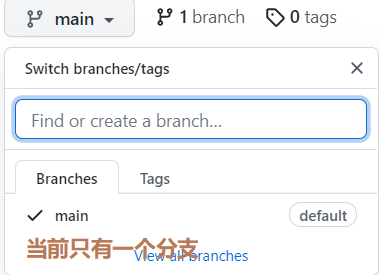 main
1 branch
0 tags
Switch branches/tags
Find or create a branch...
Branches
Tags
main
default
当前只有一个分支
View all branches